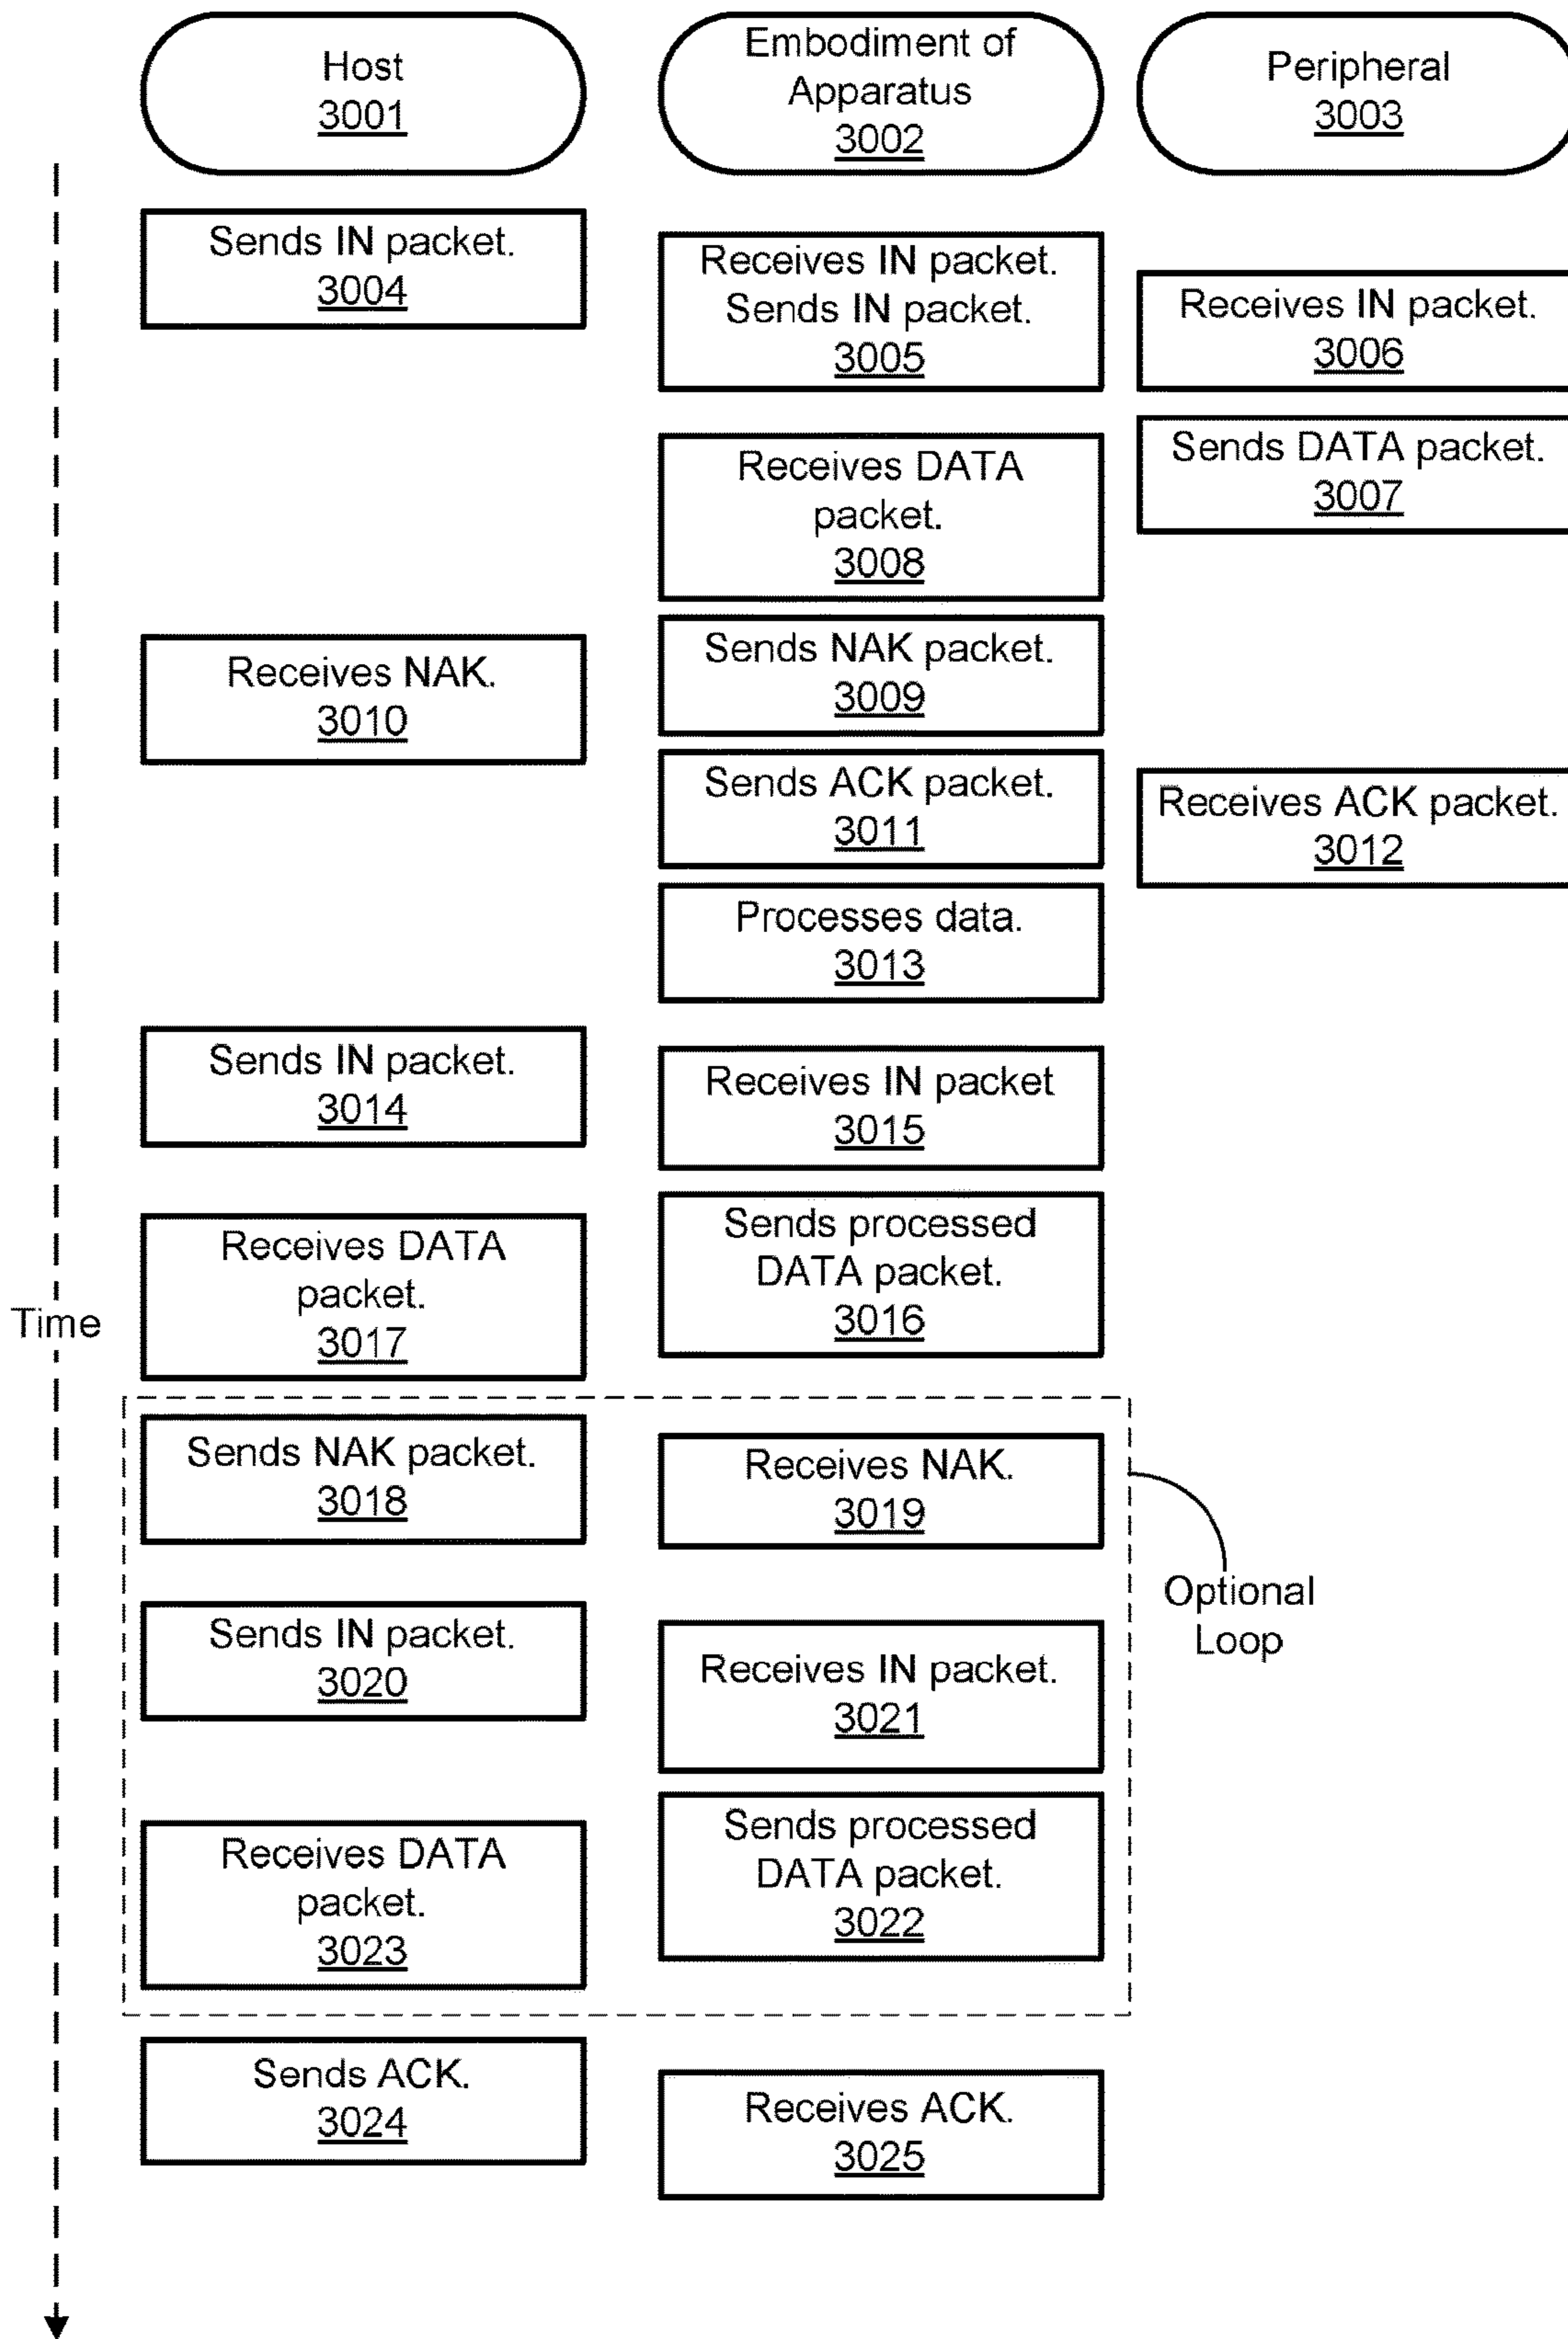 Host
3001
Embodiment of
Apparatus
3002
Peripheral
3003
Sends IN packet.
3004
Receives IN packet.
Sends IN packet.
3005
Receives IN packet.
3006
Sends DATA packet.
3007
Receives DATA
packet.
3008
Sends NAK packet.
3009
Receives NAK.
3010
Sends ACK packet.
3011
Receives ACK packet.
3012
Processes data.
3013
Sends IN packet.
3014
Receives IN packet
3015
Sends processed
DATA packet.
3016
Receives DATA
packet.
3017
Time
Sends NAK packet.
3018
Receives NAK.
3019
Optional
Loop
Sends IN packet.
3020
Receives IN packet.
3021
Sends processed
DATA packet.
3022
Receives DATA
packet.
3023
Sends ACK.
3024
Receives ACK.
3025